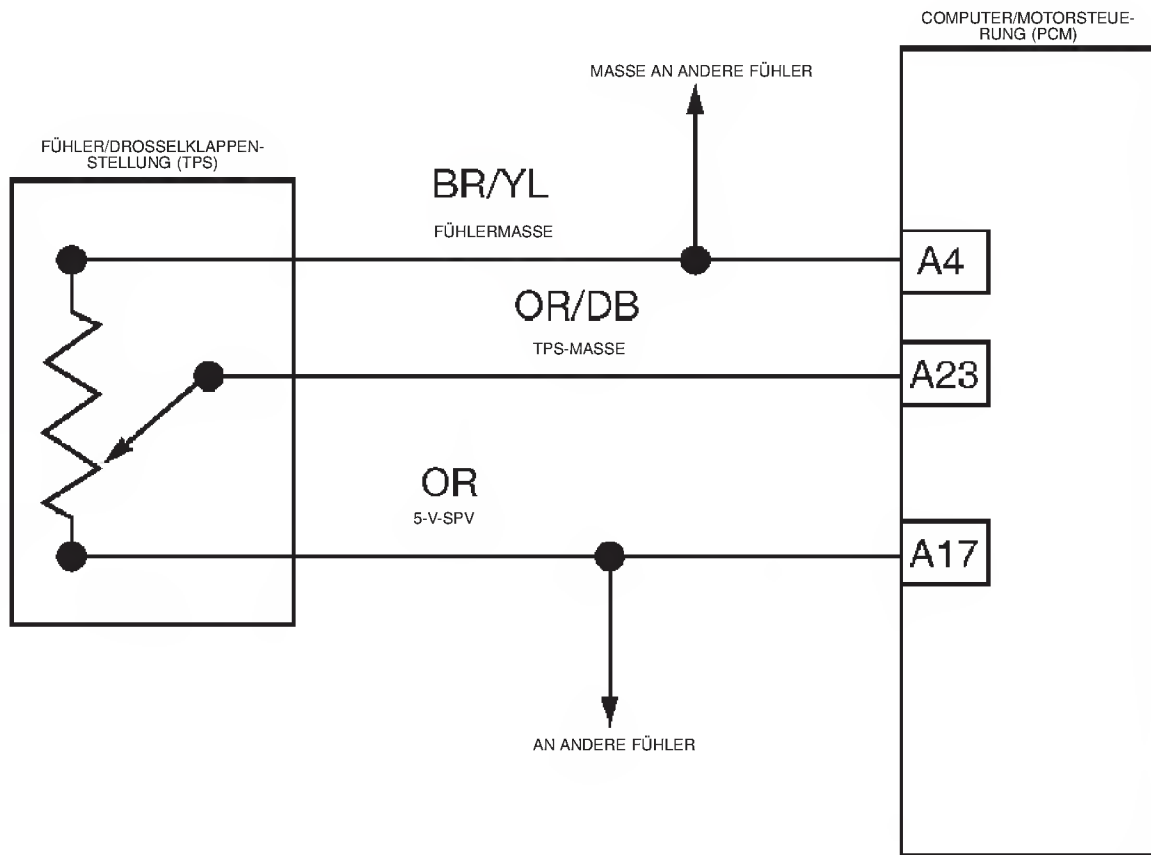 COMPUTER/MOTORSTEUE-
RUNG (PCM)
MASSE AN ANDERE FÜHLER
FÜHLER/DROSSELKLAPPEN-
STELLUNG (TPS)
BR/YL
FÜHLERMASSE
A4
OR/DB
TPS-MASSE
A23
OR
5-V-SPV
A17
AN ANDERE FÜHLER